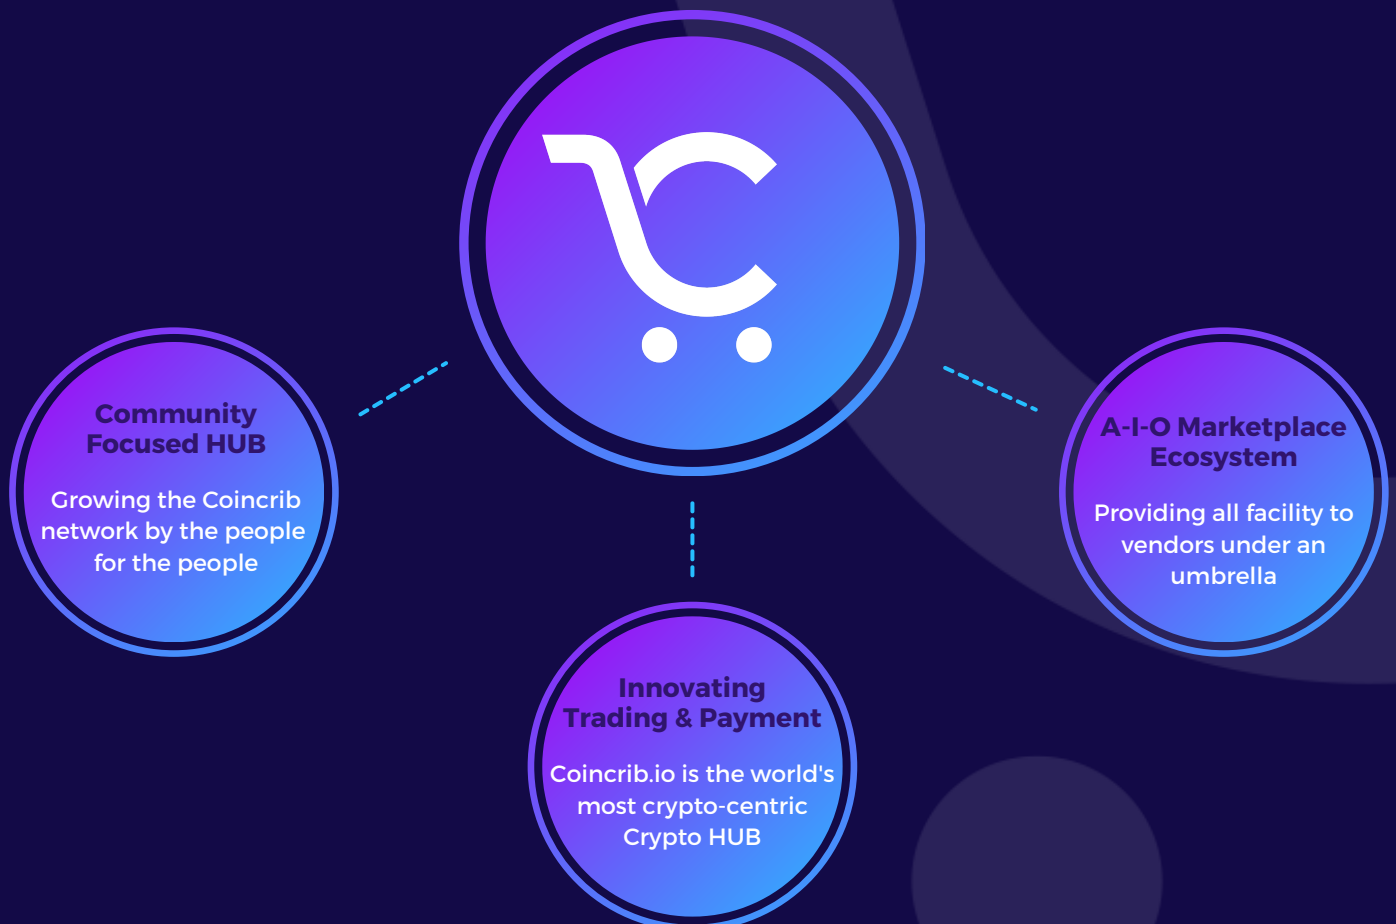 Community
Focused HUB
Growing the Coincrib
network by the people
for the people
Innovating
Trading & Payment
Coincrib.io is the world's
most crypto-centric
Crypto HUB
A-I-O Marketplace
Ecosystem
Providing all facility to
vendors under an
umbrella